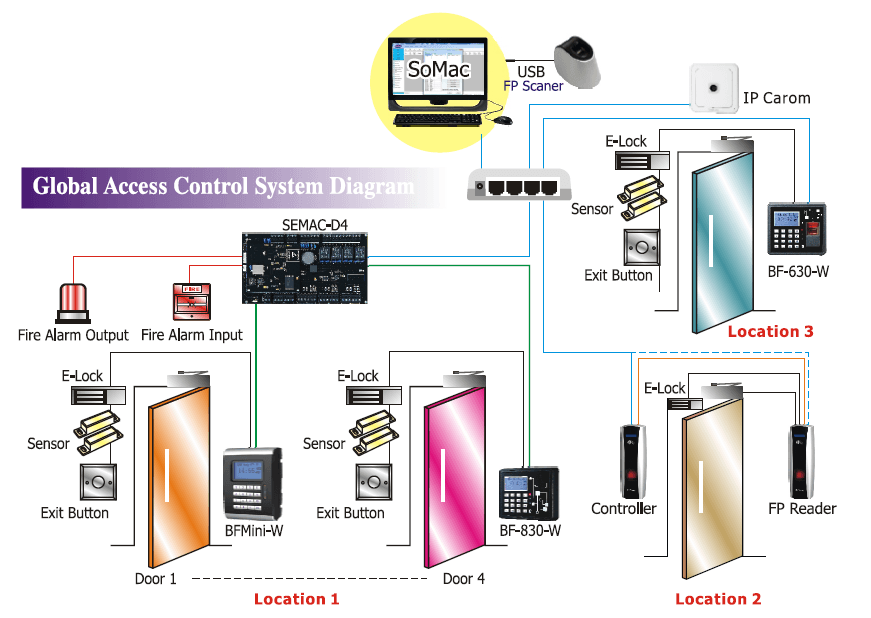 SoMac
USB
FP Scaner
IP Carom
E-Lock
Sensor
Exit Button
BF-630-W
Location 3
Global Access Control System Diagram
SEMAC-D4
Fire Alarm Output
FIRE
Fire Alarm Input
E-Lock
Sensor
Exit Button
BFMini-W
Door 1
E-Lock
Sensor
Exit Button
BF-830-W
Door 4
Location 1
E-Lock
Controller
FP Reader
Location 2